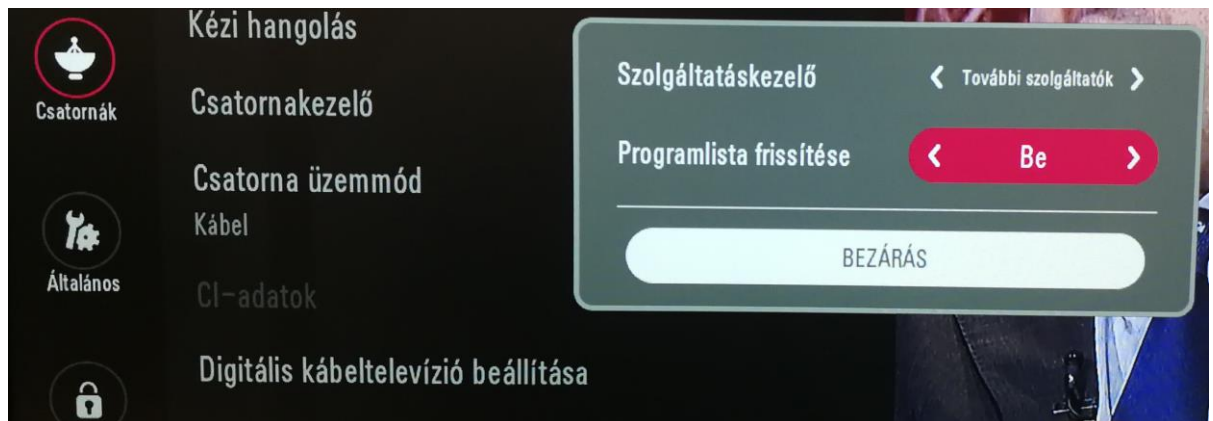 Csatornák
Általános
Kézi hangolás
Csatornakezelő
Csatorna üzemmód
Kábel
CI-adatok
Digitális kábeltelevízió beállítása
Szolgáltatáskezelő További szolgáltatók
Programlista frissítése Be
BEZÁRÁS